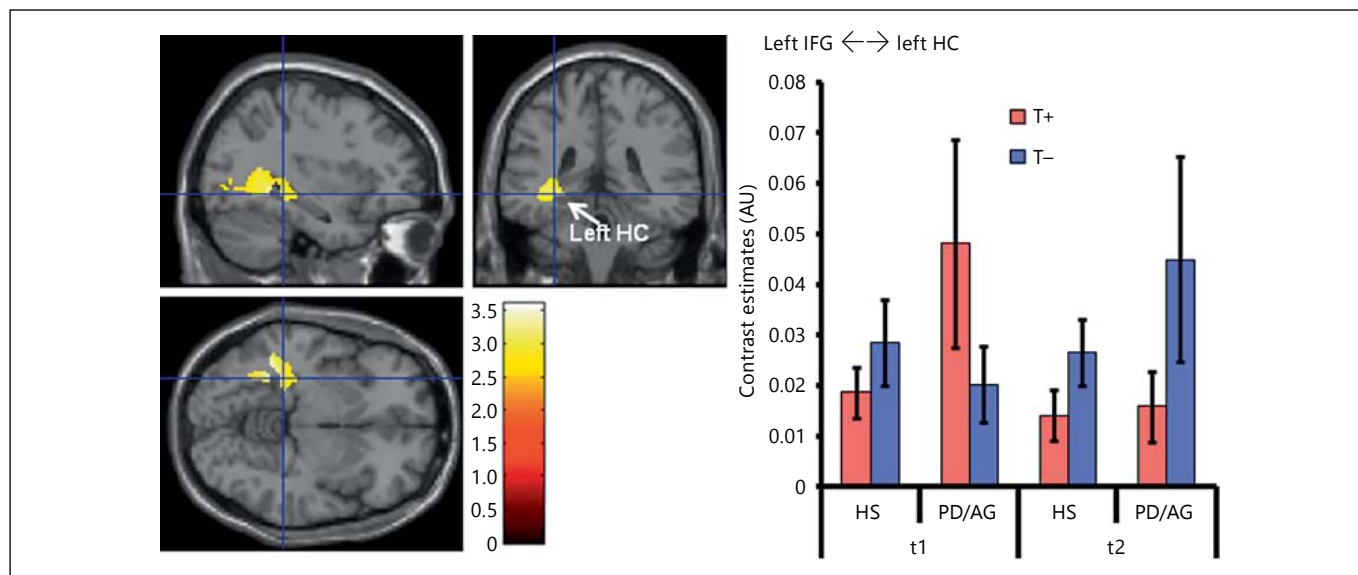 Left HC
3.5
3.0
2.5
2.0
1.5
1.0
0.5
0
Left IFG ←→ left HC
Contrast estimates (AU)
0.08
0.07
0.06
0.05
0.04
0.03
0.02
0.01
0
T+
T–
HS PD/AG HS PD/AG
t1 t2